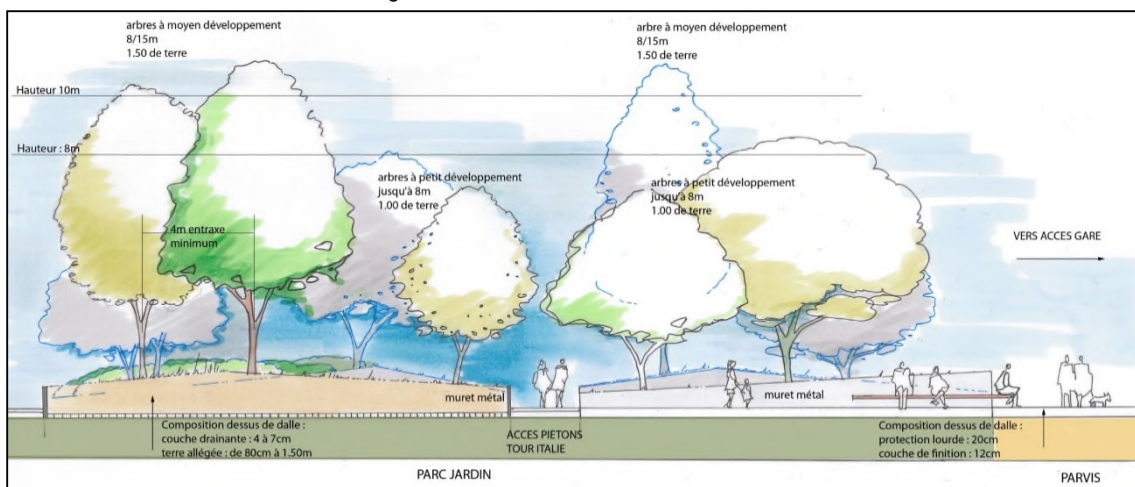 arbres à moyen développement
8/15m
1.50 de terre
arbre à moyen développement
8/15m
1.50 de terre
Hauteur 10m
Hauteur : 8m
arbres à petit développement
jusqu'à 8m
1.00 de terre
arbres à petit développement
jusqu'à 8m
1.00 de terre
4m entraxe
minimum
VERS ACCES GARE
muret métal
muret métal
Composition dessus de dalle :
couche drainante : 4 à 7cm
terre allégée : de 80cm à 1.50m
ACCES PIETONS
TOUR ITALIE
Composition dessus de dalle :
protection lourde : 20cm
couche de finition : 12cm
PARC JARDIN
PARVIS